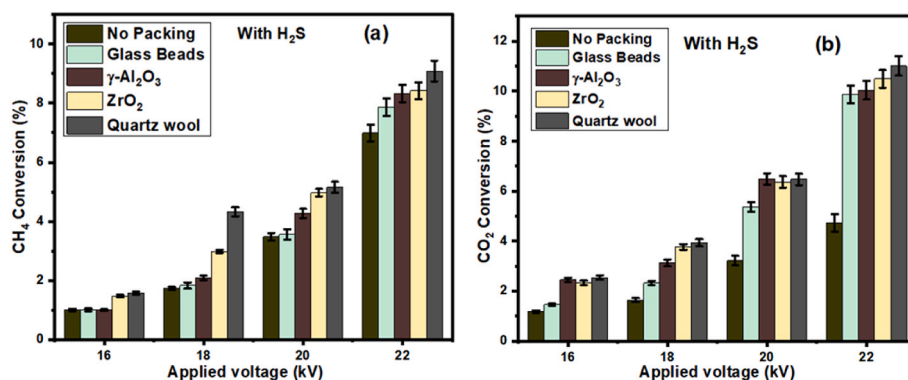 With H₂S (a)
No Packing
Glass Beads
γ-Al₂O₃
ZrO₂
Quartz wool
CH₄ Conversion (%)
10
8
6
4
2
0
16 18 20 22
Applied voltage (kV)
With H₂S (b)
No Packing
Glass Beads
γ-Al₂O₃
ZrO₂
Quartz wool
CO₂ Conversion (%)
12
10
8
6
4
2
0
16 18 20 22
Applied voltage (kV)